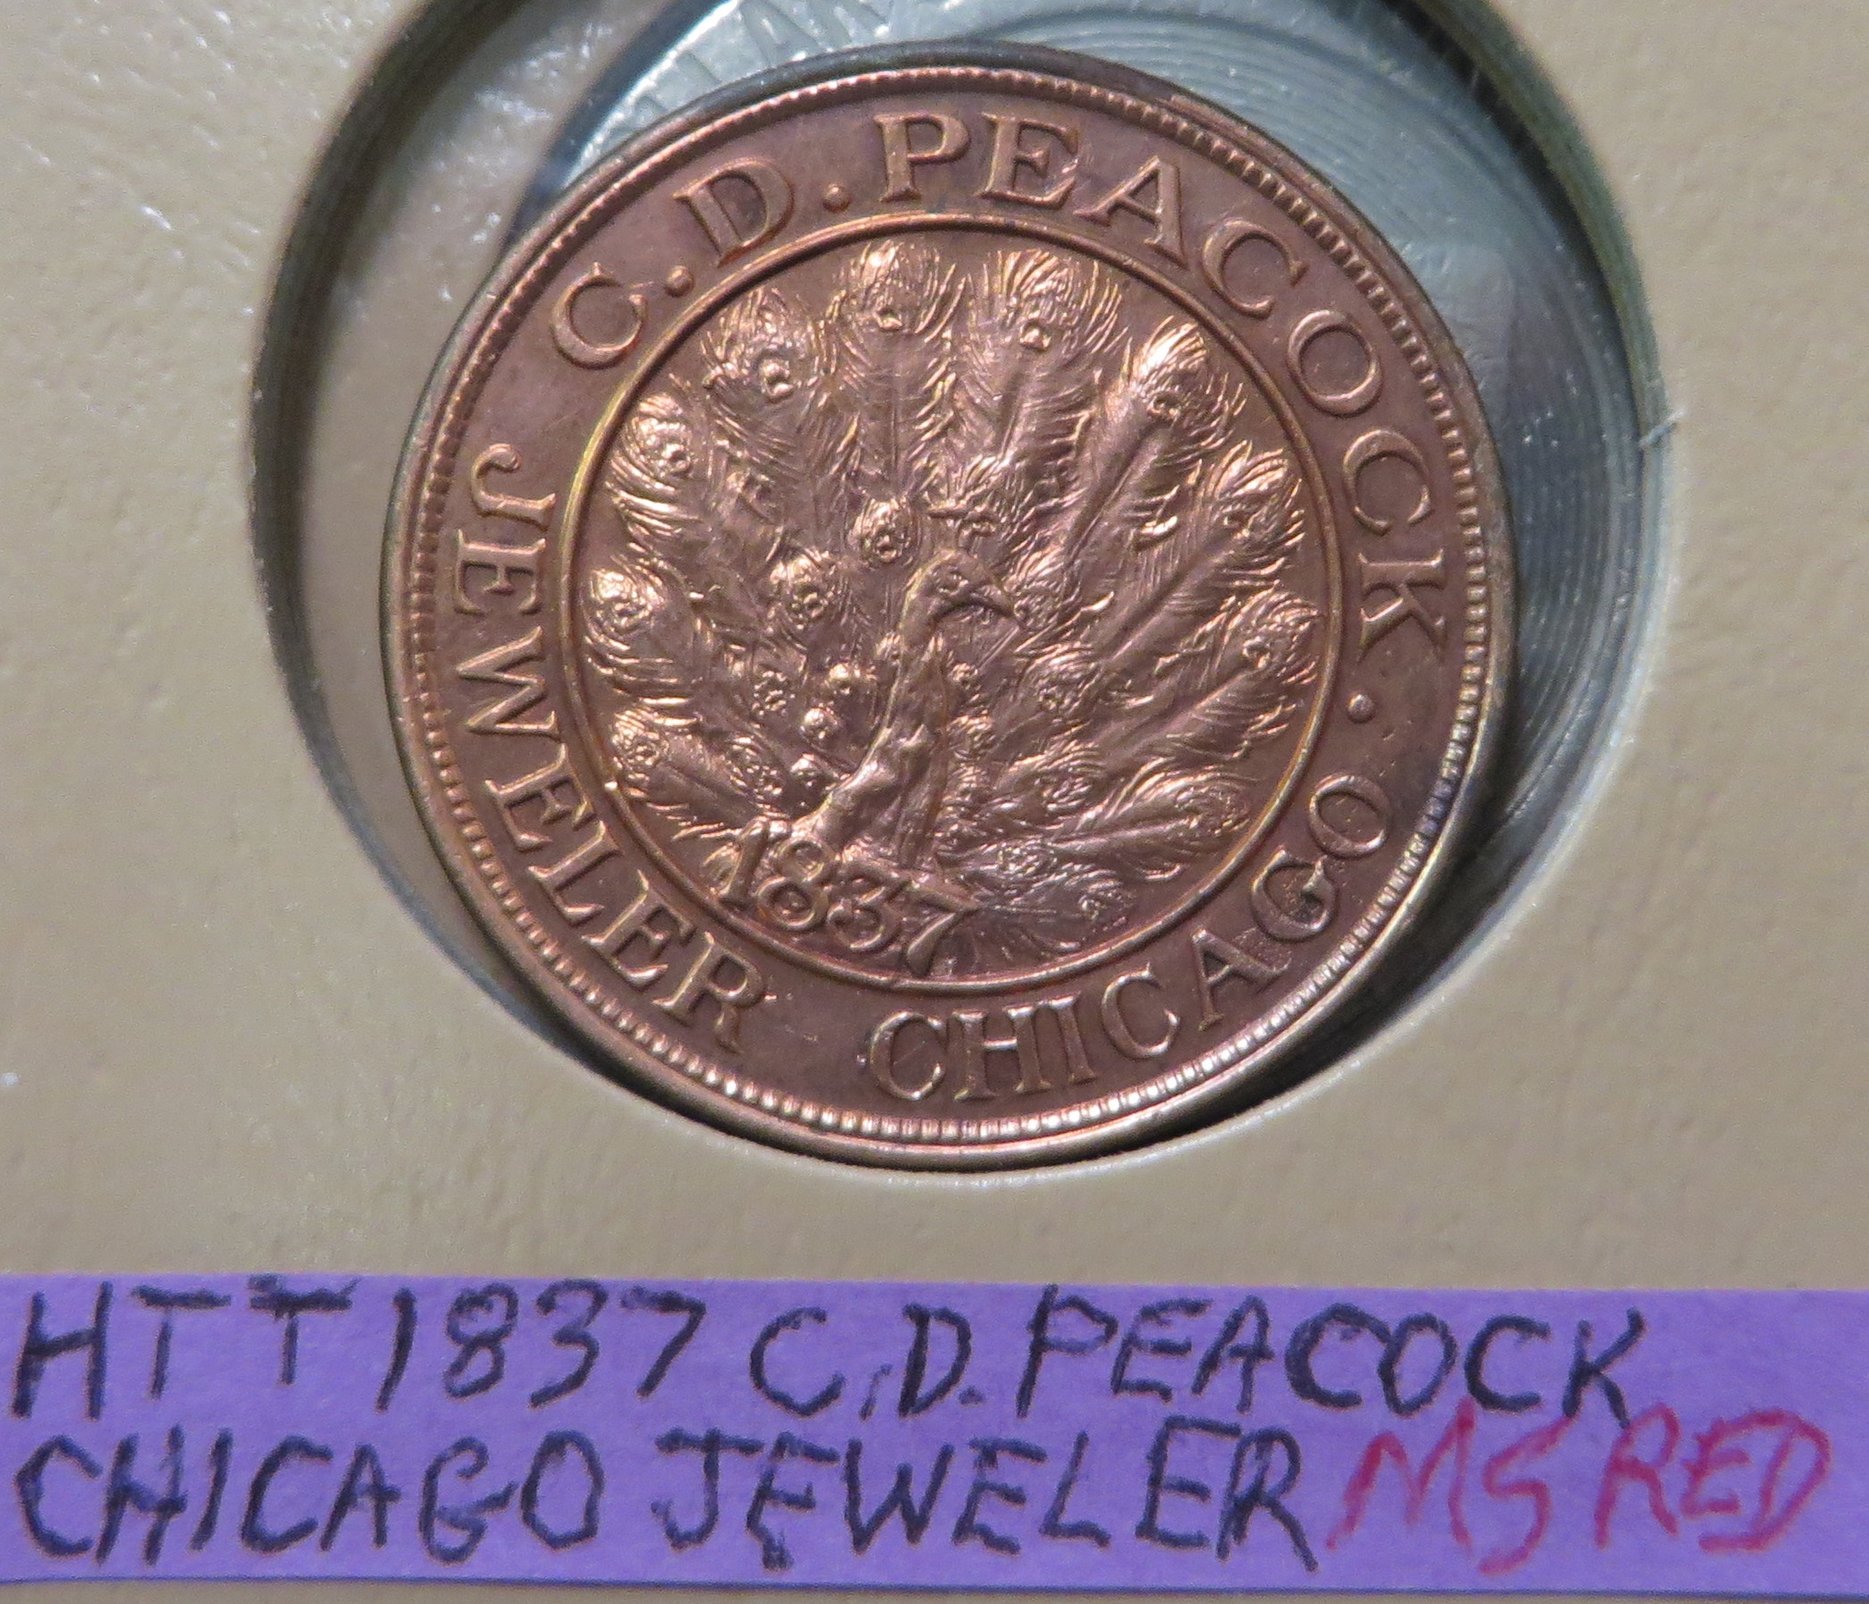 C.D.PEACOCK.
JEWELER CHICAGO
1837
HTT 1837 C.D. PEACOCK
CHICAGO JEWELER MS RED